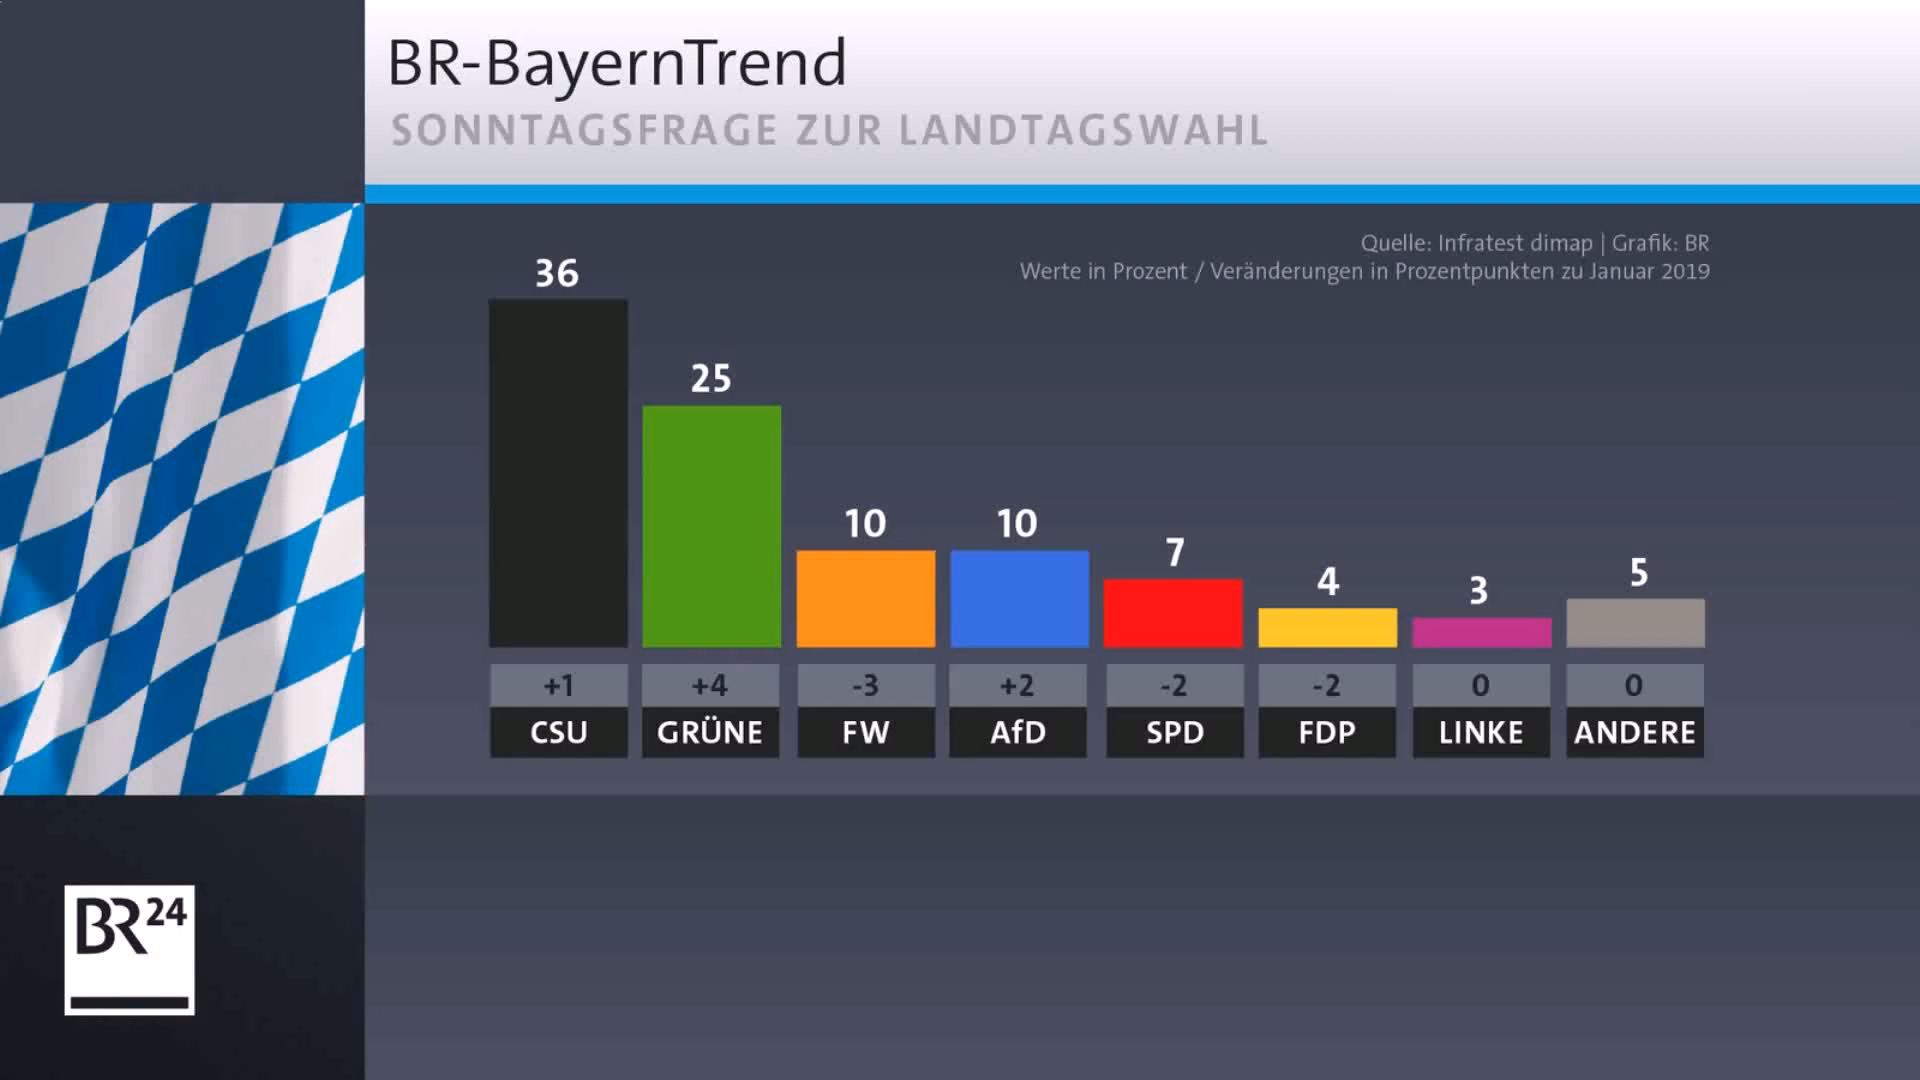 BR-BayernTrend
SONNTAGSFRAGE ZUR LANDTAGSWAHL
Quelle: Infratest dimap | Grafik: BR
Werte in Prozent / Veränderungen in Prozentpunkten zu Januar 2019
36
25
10
10
7
4
3
5
+1
+4
-3
+2
-2
-2
0
0
CSU
GRÜNE
FW
AfD
SPD
FDP
LINKE
ANDERE
BR24